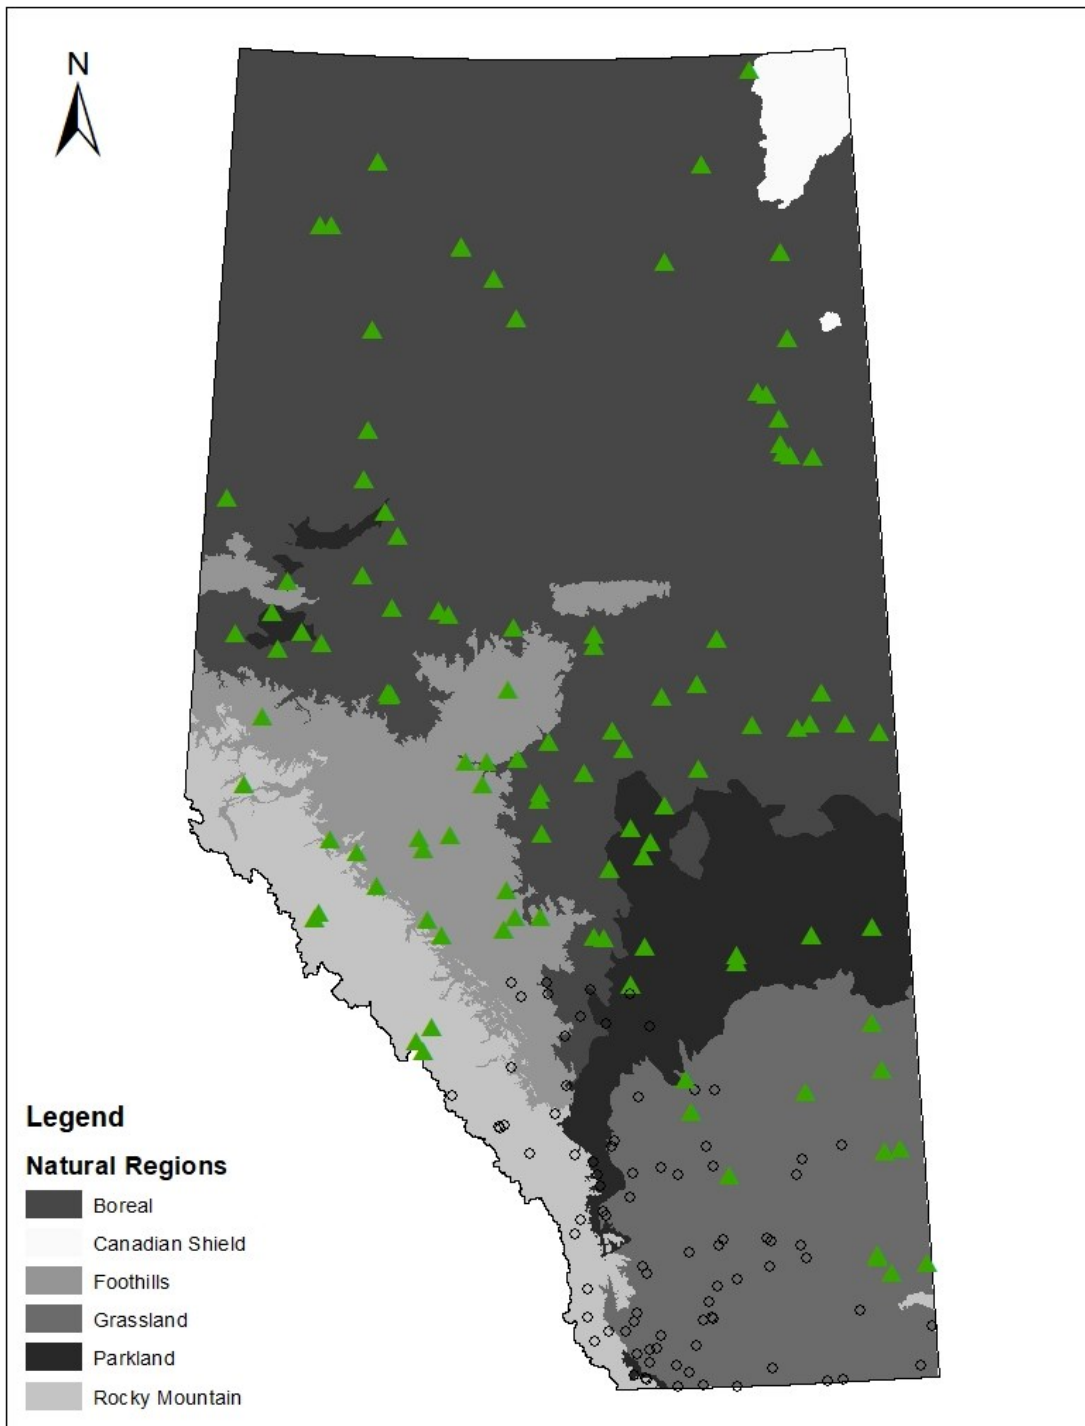 N
Legend
Natural Regions
Boreal
Canadian Shield
Foothills
Grassland
Parkland
Rocky Mountain